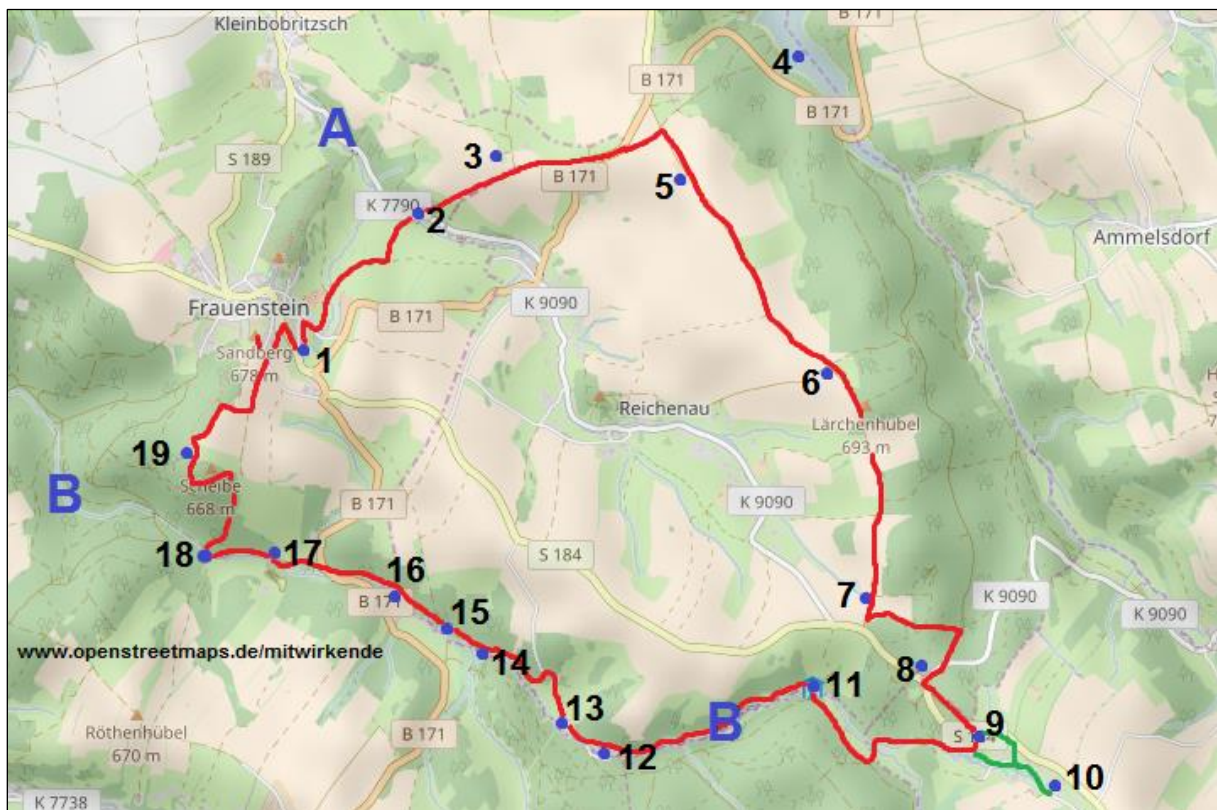 Kleinbobritzsch
B 171
4
B 171
B 171
A
S 189
3
B 171
5
K 7790
2
Ammelsdorf
Frauenstein
K 9090
B 171
Sandberg
678 m
1
6
Reichenau
Lärchenhübel
693 m
19
Scheibe
668 m
B
B 171
K 9090
18
17
S 184
16
B 171
7
K 9090
K 9090
15
www.openstreetmaps.de/mitwirkende
14
8
11
13
B
9
Röthenhübel
670 m
B 171
12
10
K 7738